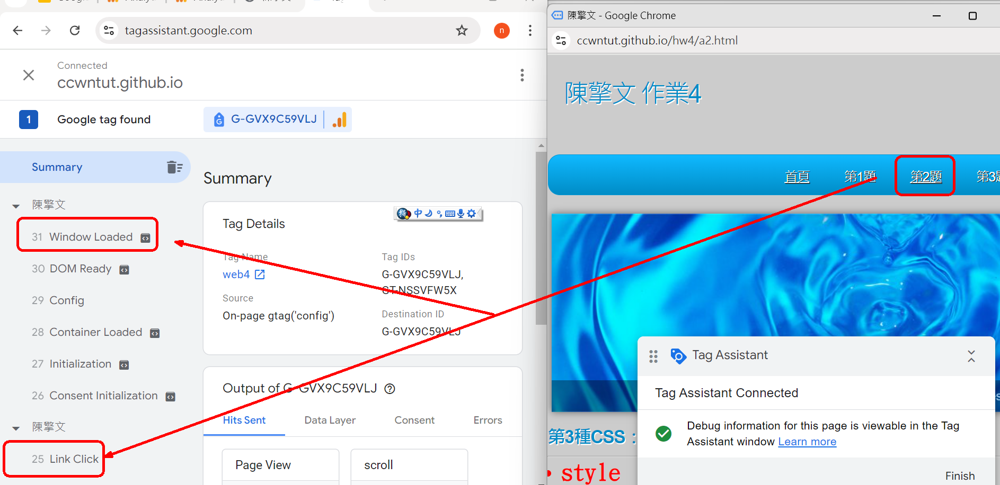 tagassistant.google.com
n
Connected
ccwntut.github.io
1
Google tag found
G-GVX9C59VLJ
Summary
陳擎文
31 Window Loaded
30 DOM Ready
29 Config
28 Container Loaded
27 Initialization
26 Consent Initialization
陳擎文
25 Link Click
Summary
Tag Details
拼 中
Tag Name
web4
Source
On-page gtag('config')
Tag IDs
G-GVX9C59VLJ,
GT-NSSVFW5X
Destination ID
G-GVX9C59VLJ
Output of G-GVX9C59VLJ
Hits Sent
Data Layer
Consent
Errors
Page View
scroll
陳擎文 - Google Chrome
ccwntut.github.io/hw4/a2.html
陳擎文 作業4
首頁
第1題
第2題
第3題
Tag Assistant
Tag Assistant Connected
Debug information for this page is viewable in the Tag
Assistant window Learn more
Finish
第3種CSS：
style